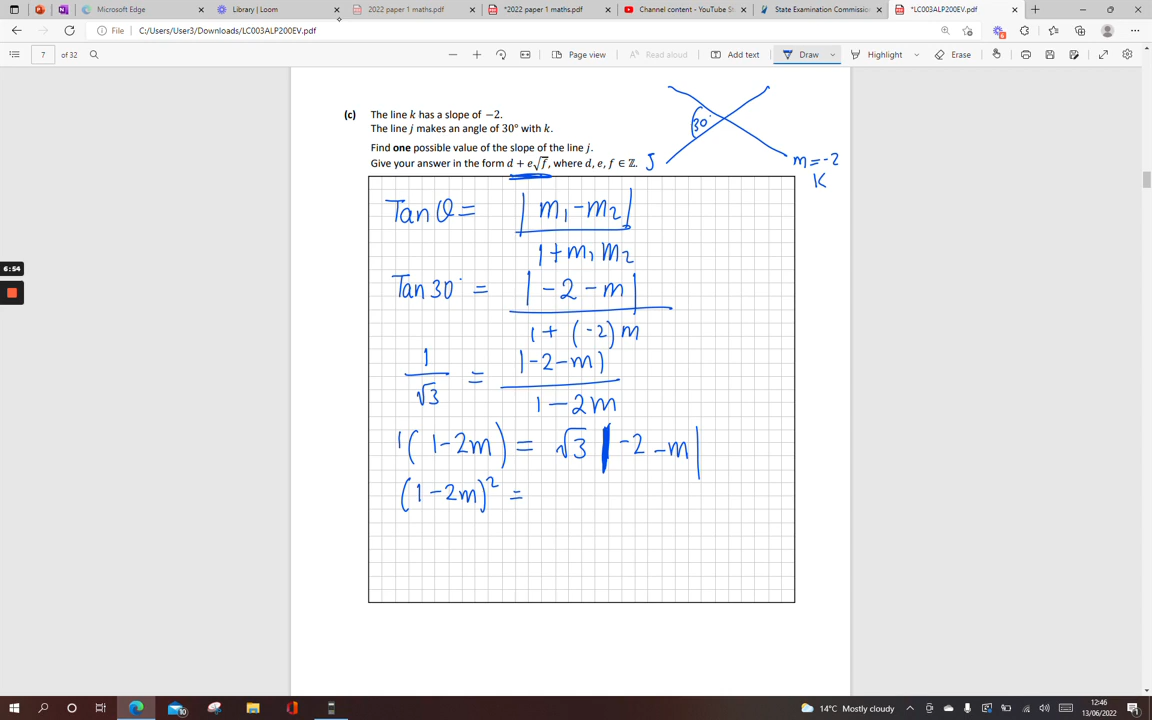 Microsoft Edge
Library | Loom
2022 paper 1 maths.pdf
*2022 paper 1 maths.pdf
Channel content - YouTube St
State Examination Commissio
*LC003ALP200EV.pdf
File
C:/Users/User3/Downloads/LC003ALP200EV.pdf
7 of 32
Page view
Read aloud
Add text
Draw
Highlight
Erase
(c) The line k has a slope of −2.
The line j makes an angle of 30° with k.
Find one possible value of the slope of the line j.
Give your answer in the form d + e√f, where d, e, f ∈ ℤ.
30°
J
m = -2
K
Tan θ = |m₁ - m₂| / 1 + m₁ m₂
Tan 30° = |-2 - m| / 1 + (-2) m
1/√3 = |-2 - m| / 1 - 2m
1(1 - 2m) = √3 |-2 - m|
(1 - 2m)² =
6:54
10
14°C Mostly cloudy
12:46
13/06/2022